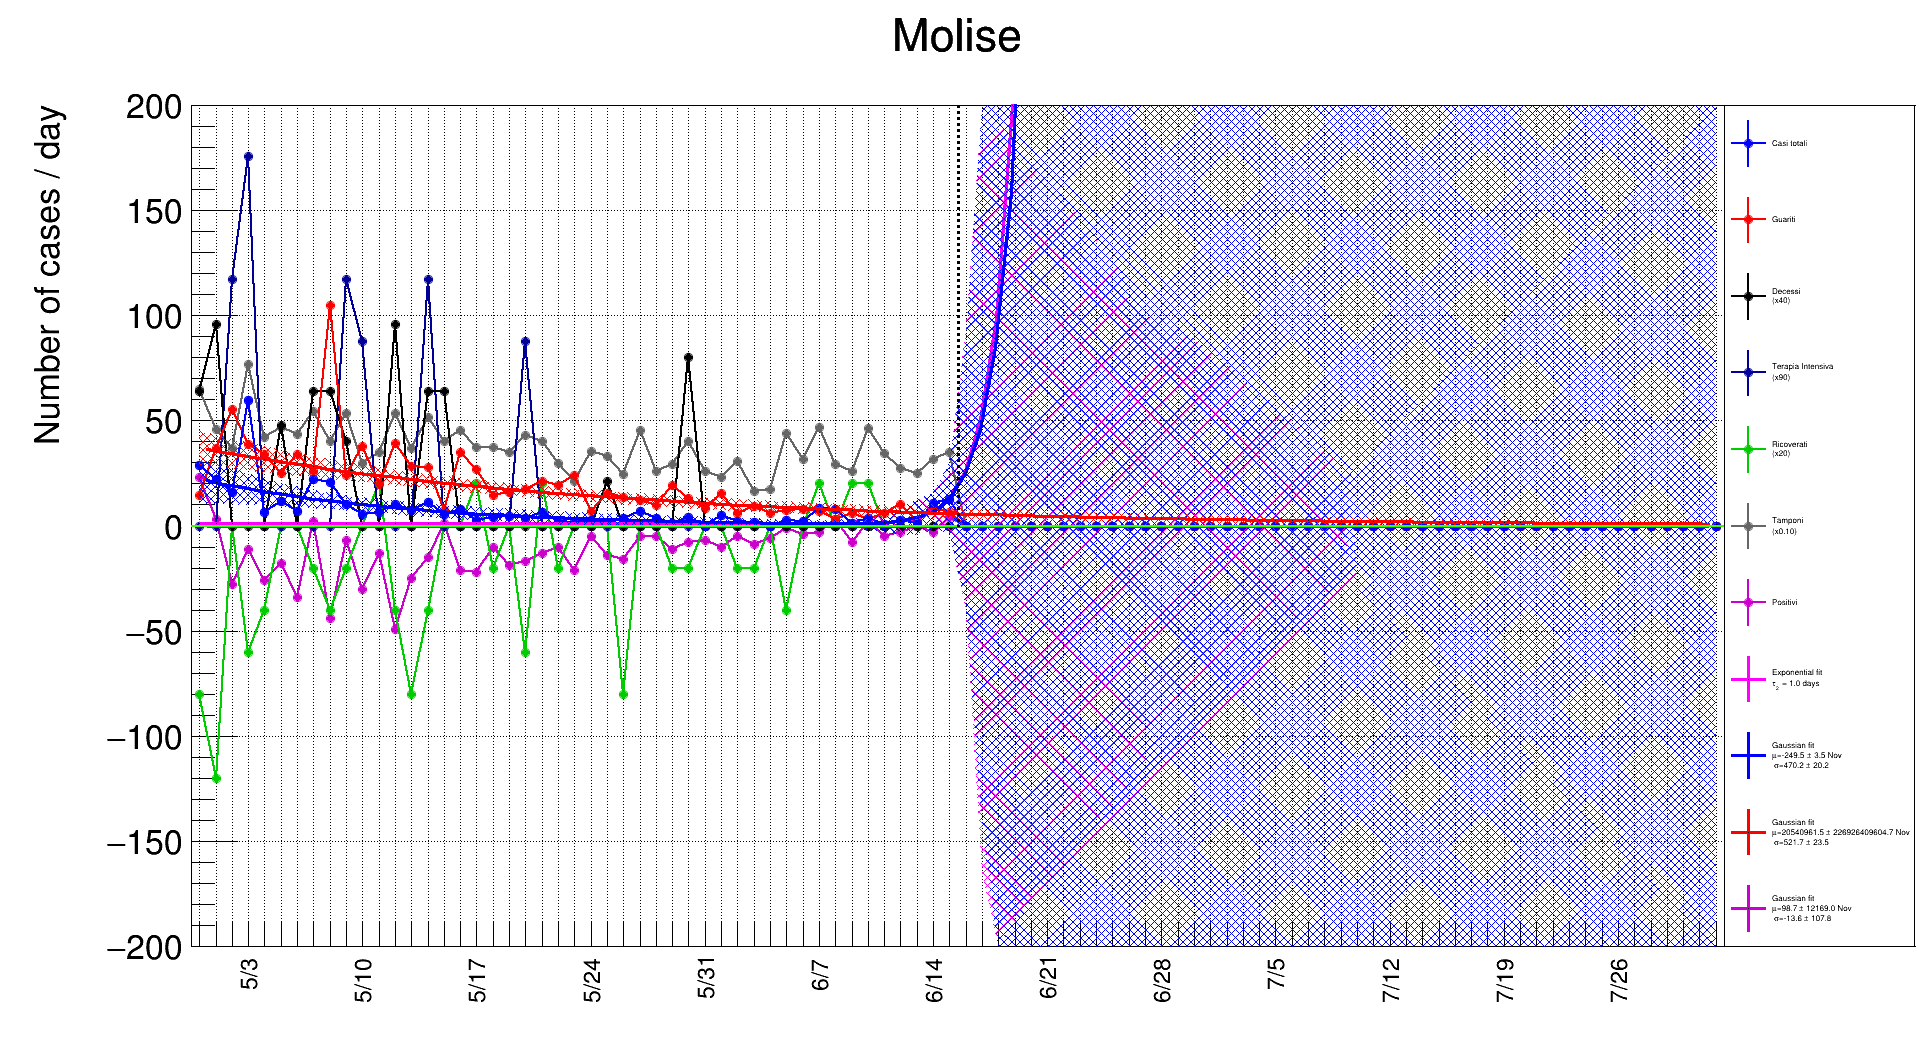 Molise
Number of cases / day
200
150
100
50
0
−50
−100
−150
−200
5/3
5/10
5/17
5/24
5/31
6/7
6/14
6/21
6/28
7/5
7/12
7/19
7/26
Casi totali
Guariti
Decessi
(x40)
Terapia Intensiva
(x90)
Ricoverati
(x20)
Tamponi
(x0.10)
Positivi
Exponential fit
τ2 = 1.0 days
Gaussian fit
μ=-249.5 ± 3.5 Nov
σ=470.2 ± 20.2
Gaussian fit
μ=20540961.5 ± 226926409604.7 Nov
σ=521.7 ± 23.5
Gaussian fit
μ=98.7 ± 12169.0 Nov
σ=-13.6 ± 107.8